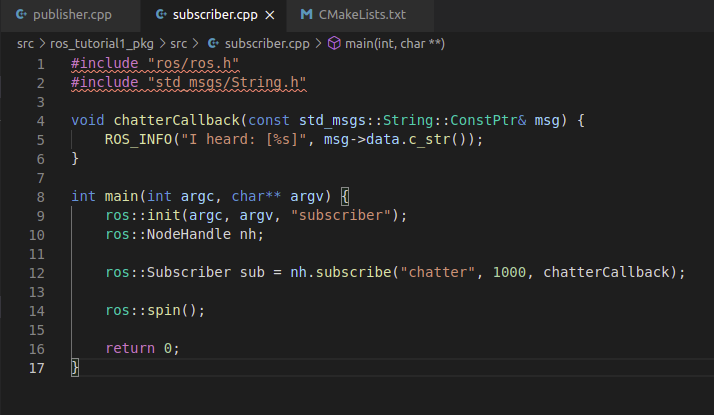 publisher.cpp subscriber.cpp × M CMakeLists.txt
src > ros_tutorial1_pkg > src > subscriber.cpp > main(int, char **)
1 #include "ros/ros.h"
2 #include "std_msgs/String.h"
3
4 void chatterCallback(const std_msgs::String::ConstPtr& msg) {
5     ROS_INFO("I heard: [%s]", msg->data.c_str());
6 }
7
8 int main(int argc, char** argv) {
9     ros::init(argc, argv, "subscriber");
10     ros::NodeHandle nh;
11
12     ros::Subscriber sub = nh.subscribe("chatter", 1000, chatterCallback);
13
14     ros::spin();
15
16     return 0;
17 }